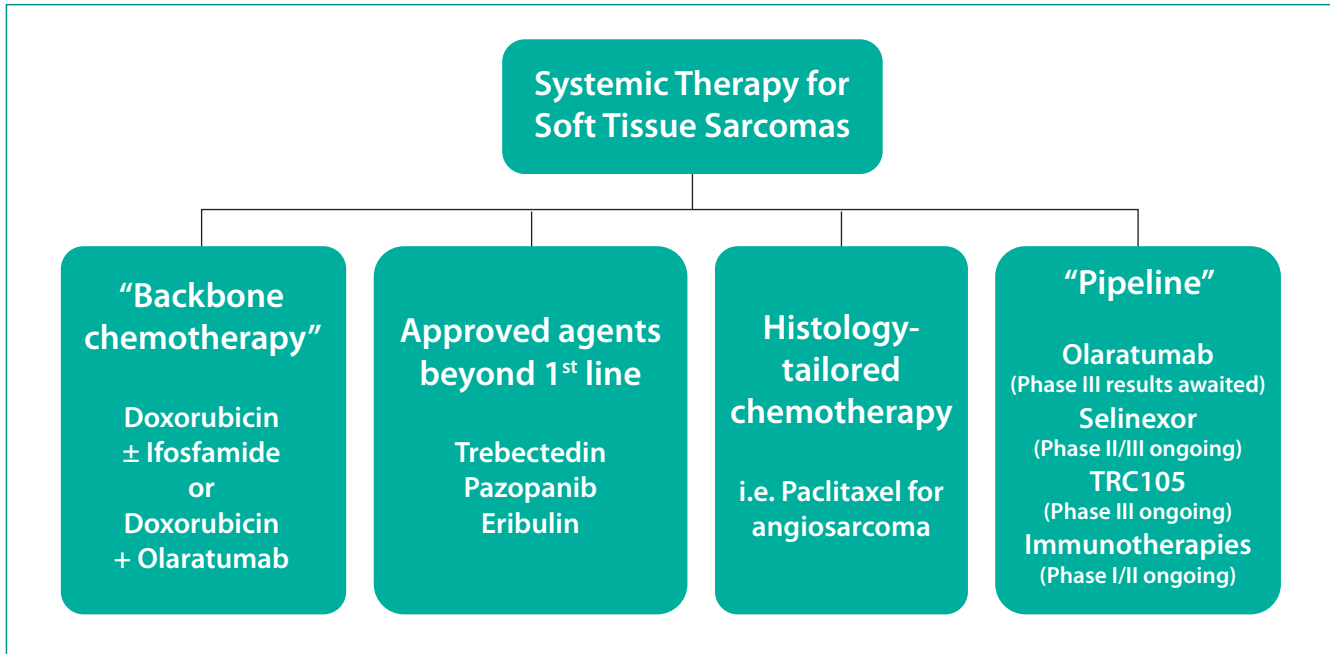 Systemic Therapy for
Soft Tissue Sarcomas
“Backbone
chemotherapy”
Doxorubicin
± Ifosfamide
or
Doxorubicin
+ Olaratumab
Approved agents
beyond 1st line
Trebectedin
Pazopanib
Eribulin
Histology-
tailored
chemotherapy
i.e. Paclitaxel for
angiosarcoma
“Pipeline”
Olaratumab
(Phase III results awaited)
Selinexor
(Phase II/III ongoing)
TRC105
(Phase III ongoing)
Immunotherapies
(Phase I/II ongoing)